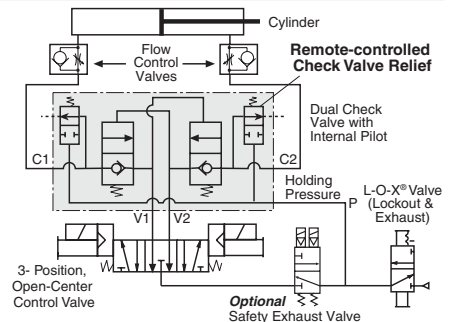 Cylinder
Flow
Control
Valves
Remote-controlled
Check Valve Relief
Dual Check
Valve with
Internal Pilot
C1
C2
Holding
Pressure
P
L-O-X® Valve
(Lockout &
Exhaust)
V1
V2
3- Position,
Open-Center
Control Valve
Optional
Safety Exhaust Valve